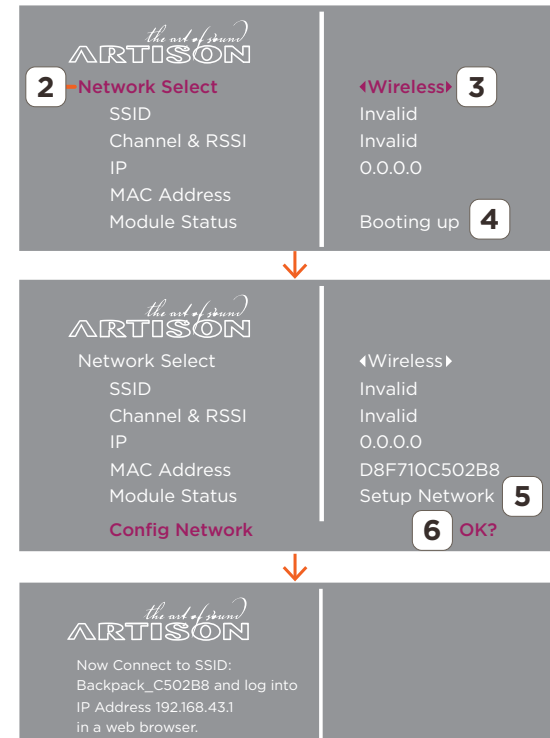 the art of sound
ARTISON
2 Network Select ◂Wireless▸ 3
SSID Invalid
Channel & RSSI Invalid
IP 0.0.0.0
MAC Address
Module Status Booting up 4
the art of sound
ARTISON
Network Select ◂Wireless▸
SSID Invalid
Channel & RSSI Invalid
IP 0.0.0.0
MAC Address D8F710C502B8
Module Status Setup Network 5
Config Network 6 OK?
the art of sound
ARTISON
Now Connect to SSID:
Backpack_C502B8 and log into
IP Address 192.168.43.1
in a web browser.